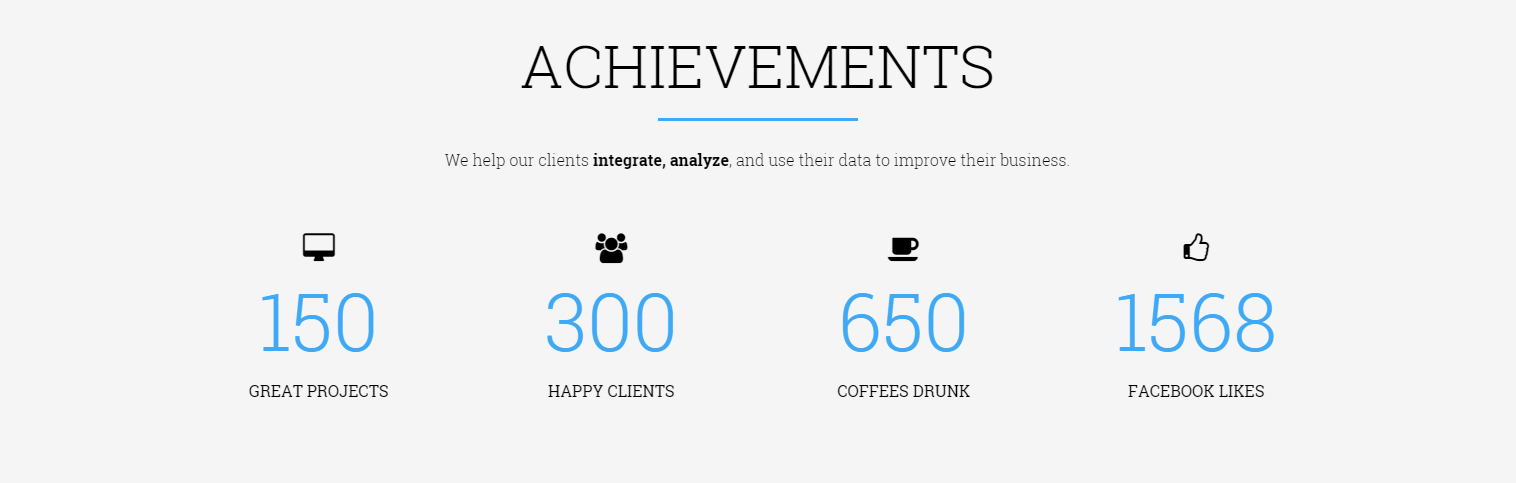 ACHIEVEMENTS
We help our clients integrate, analyze, and use their data to improve their business.
150
300
650
1568
GREAT PROJECTS
HAPPY CLIENTS
COFFEES DRUNK
FACEBOOK LIKES